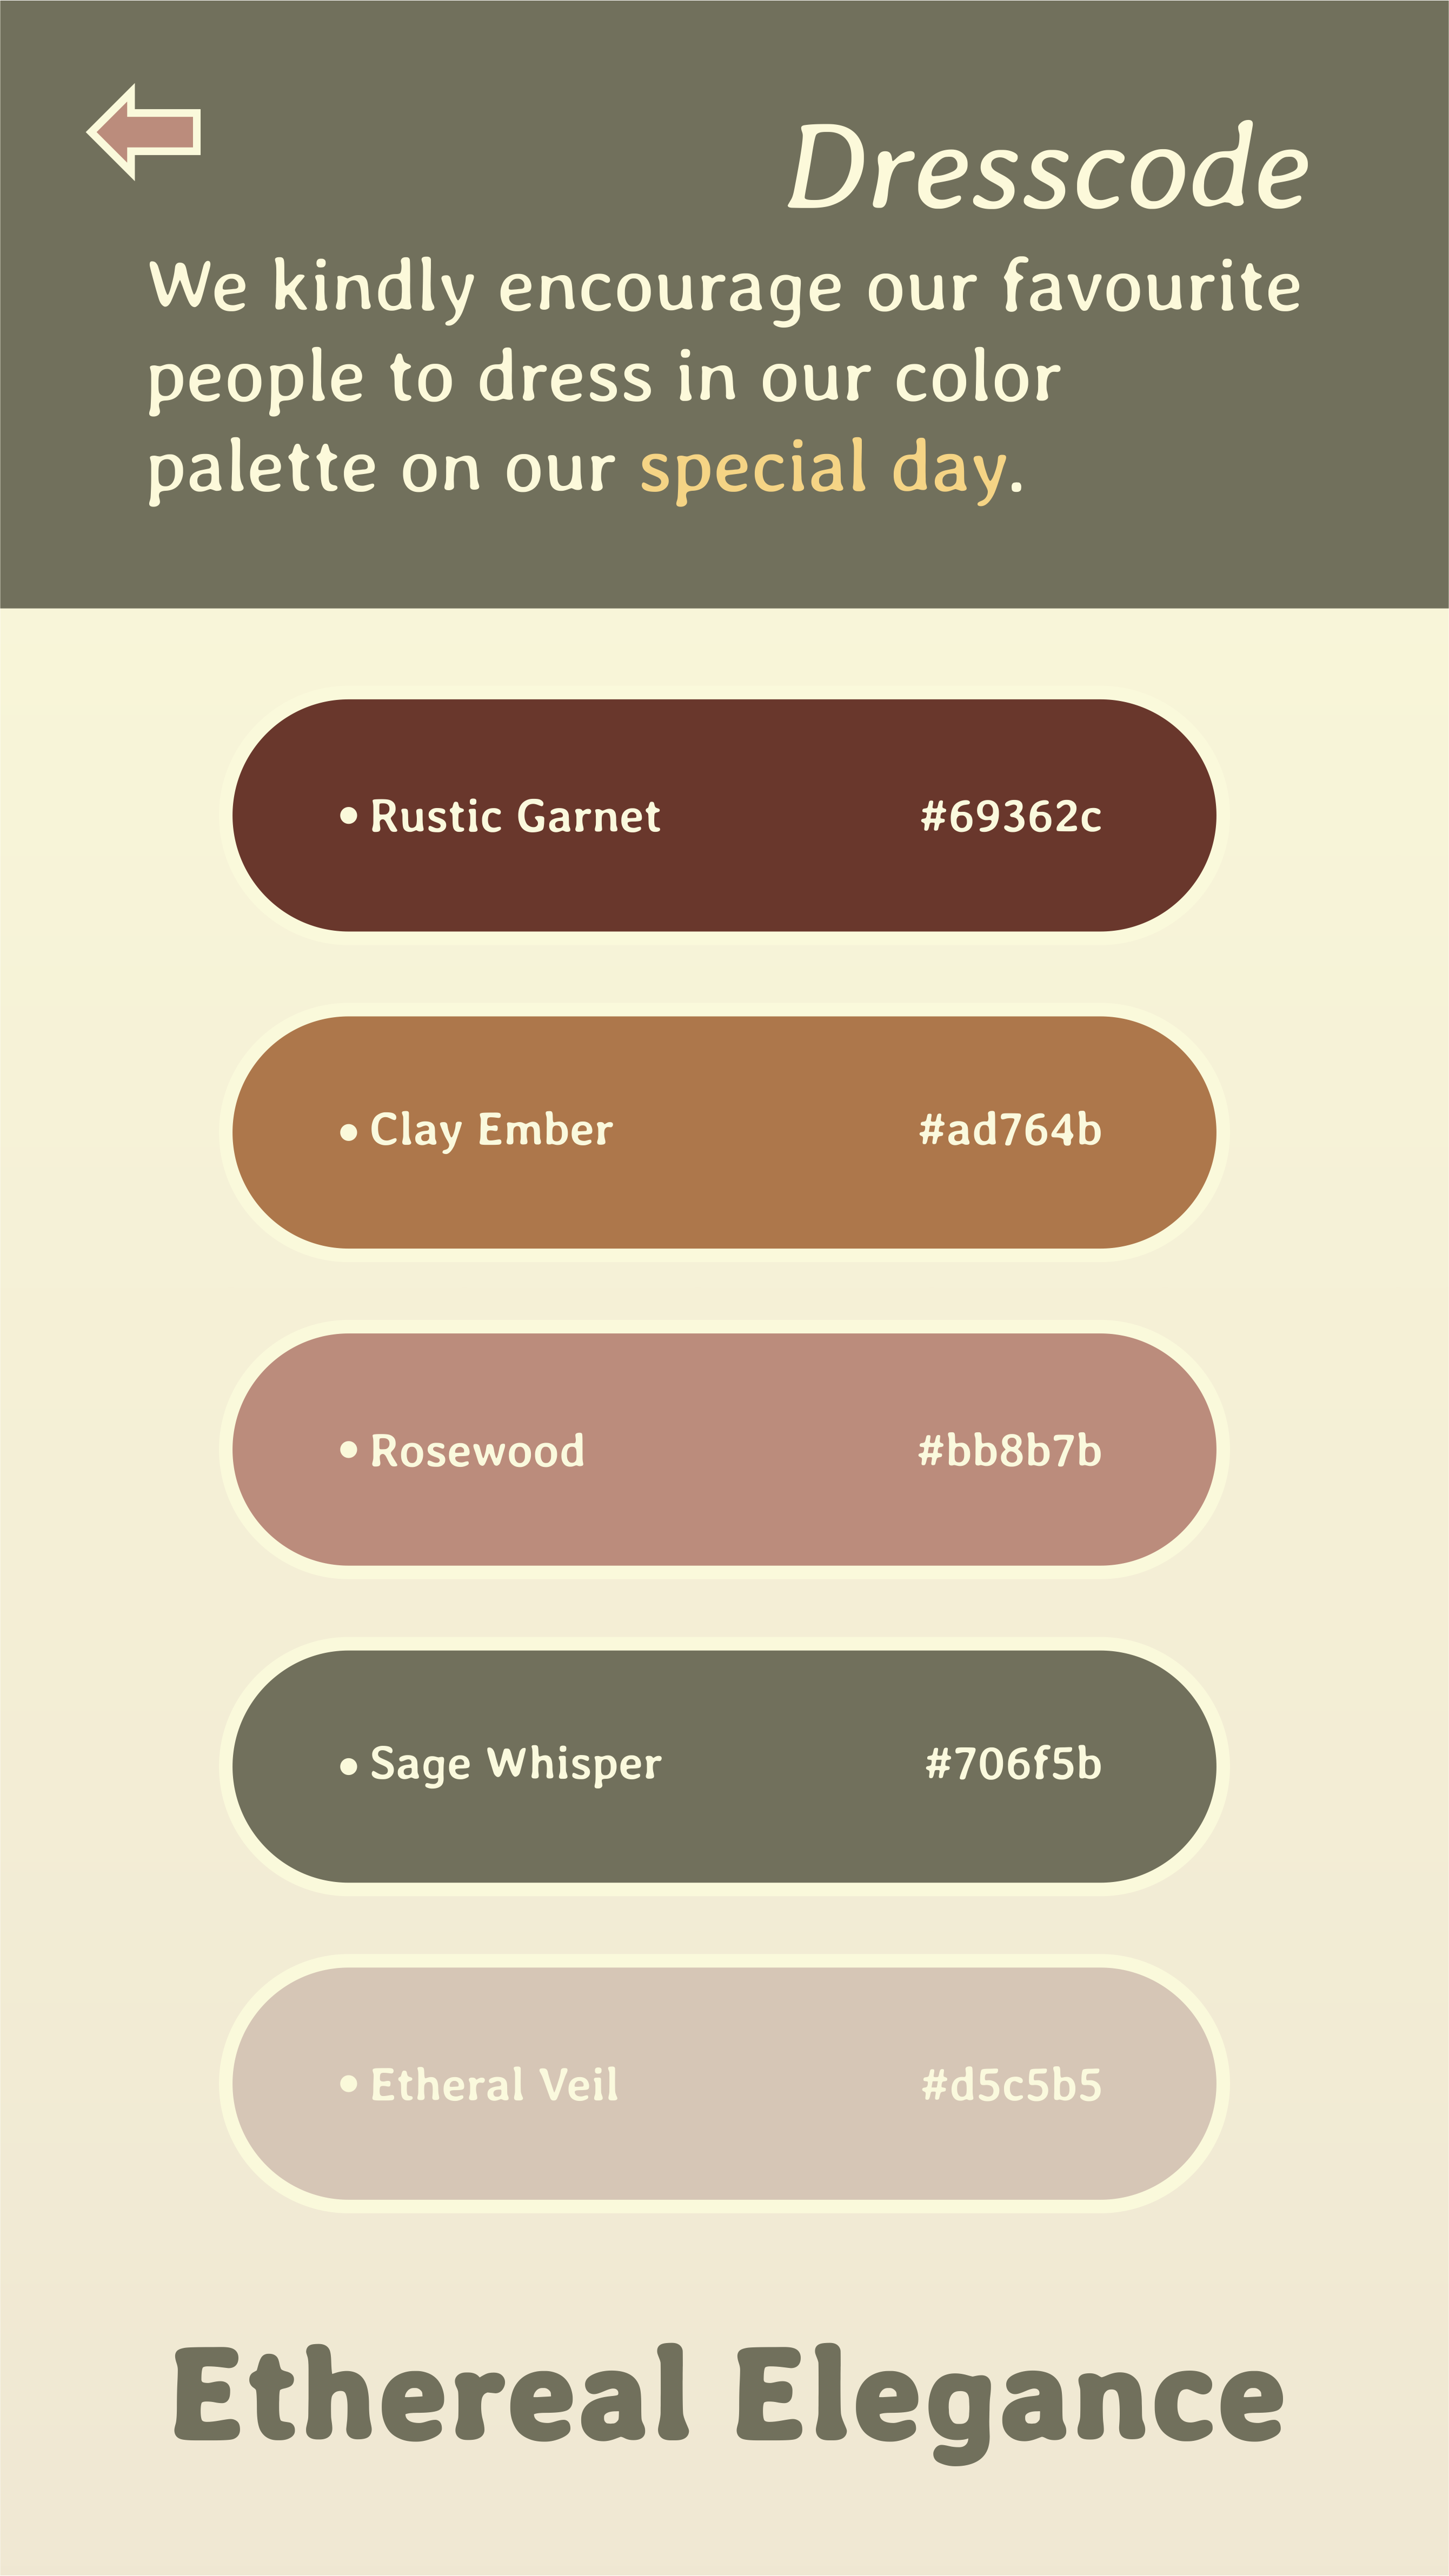 Dresscode
We kindly encourage our favourite
people to dress in our color
palette on our special day.
• Rustic Garnet #69362c
• Clay Ember #ad764b
• Rosewood #bb8b7b
• Sage Whisper #706f5b
• Etheral Veil #d5c5b5
Ethereal Elegance